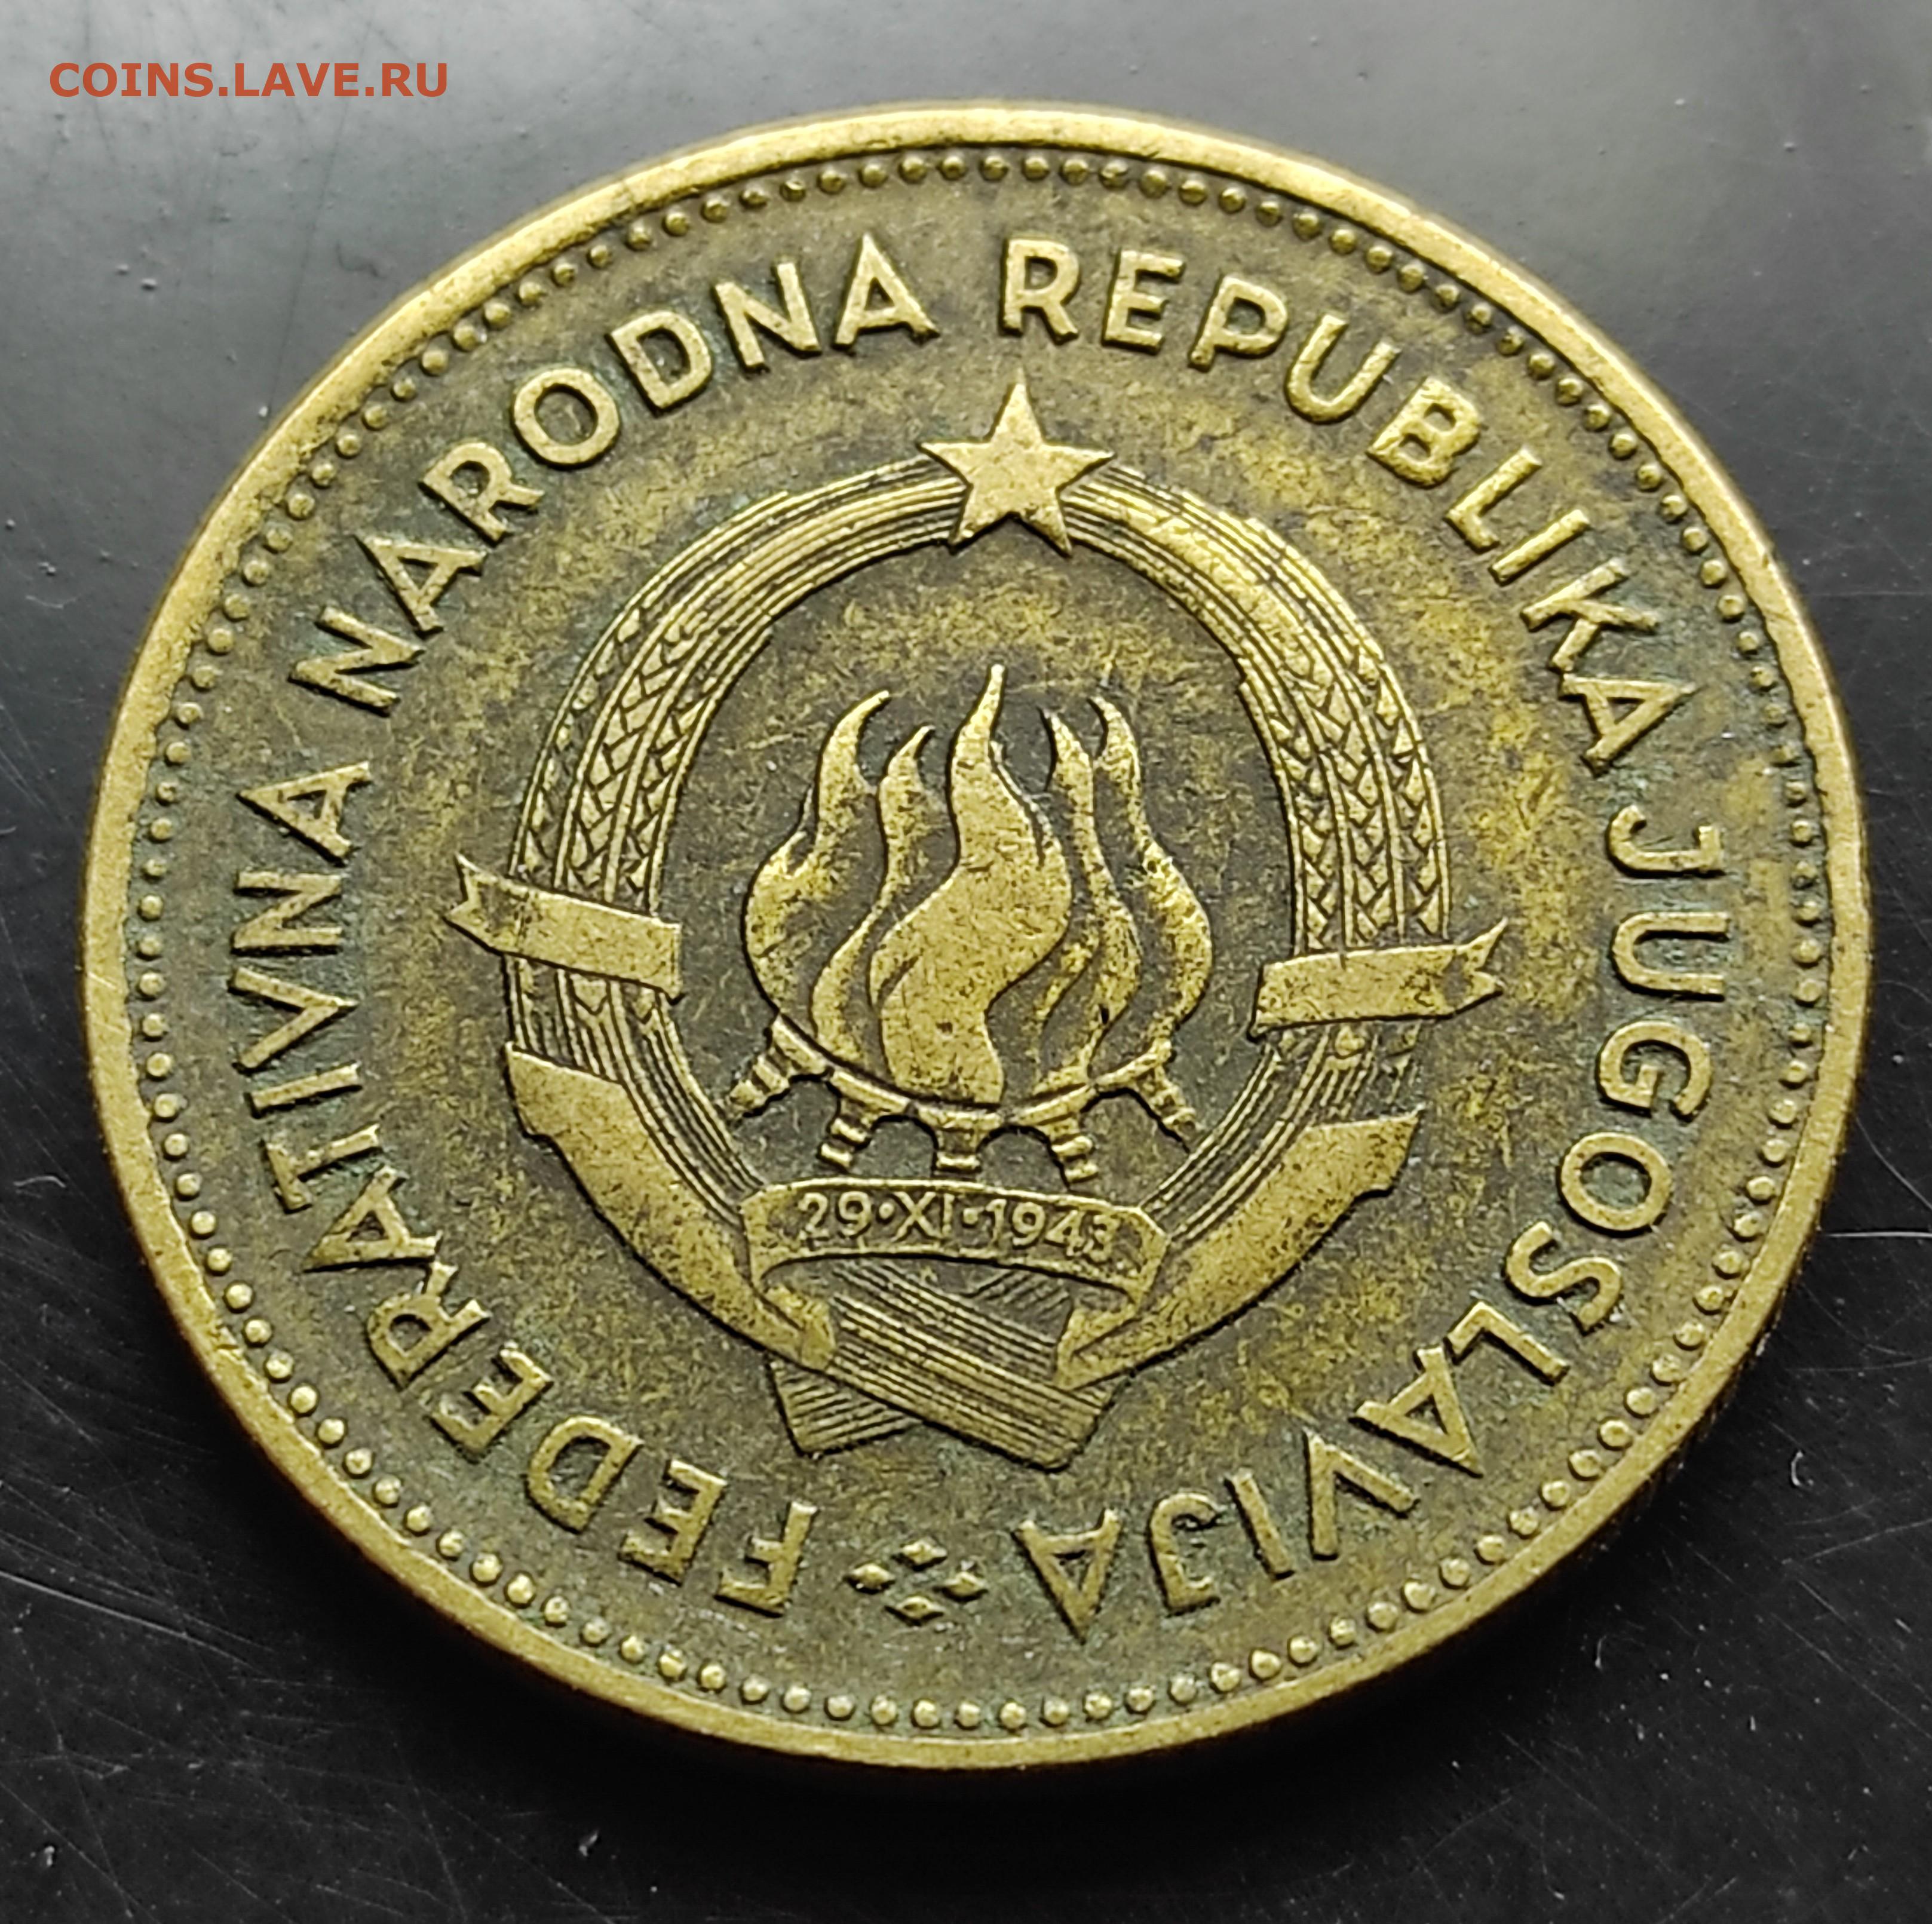 COINS.LAVE.RU
FEDERATIVNA NARODNA REPUBLIKA JUGOSLAVIJA
29·XI·1943